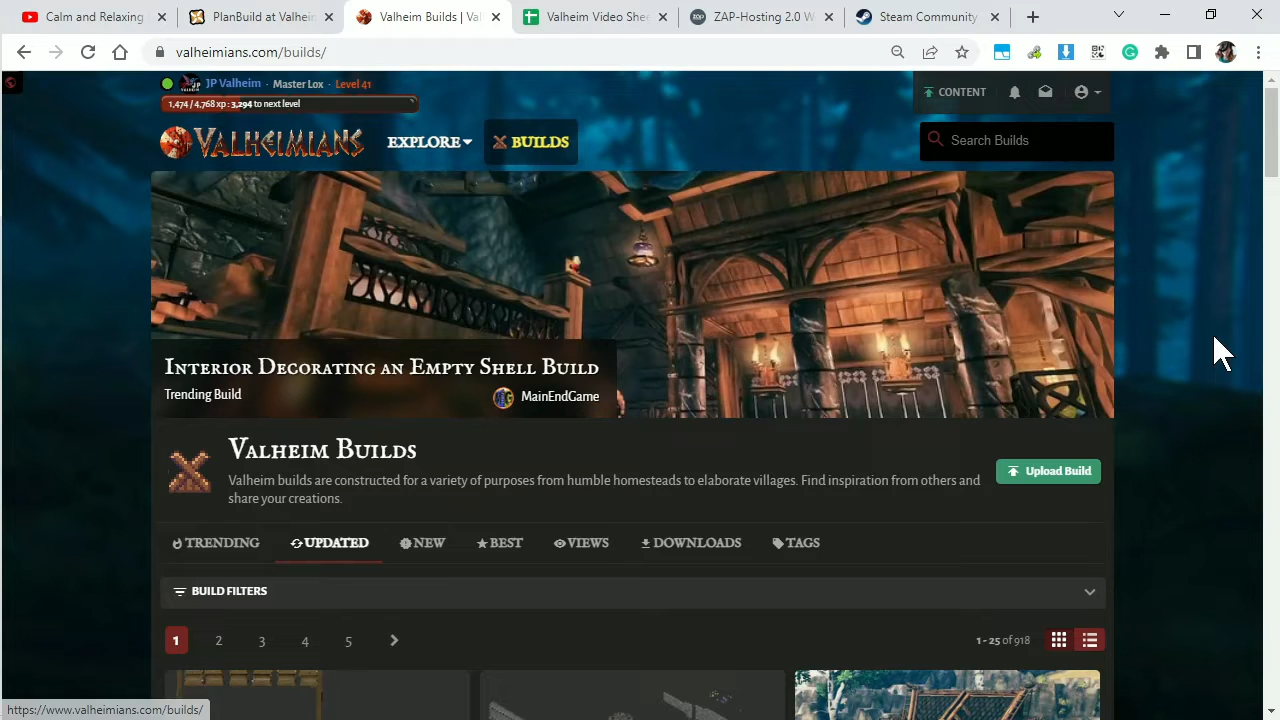 Calm and Relaxing
PlanBuild at Valheim
Valheim Builds | Val
Valheim Video Shee
ZAP-Hosting 2.0 W
Steam Community
valheimians.com/builds/
JP Valheim - Master Lox - Level 41
1,474 / 4,768 xp : 3,294 to next level
CONTENT
VALHEIMIANS
EXPLORE
BUILDS
Search Builds
Interior Decorating an Empty Shell Build
Trending Build
MainEndGame
Valheim Builds
Valheim builds are constructed for a variety of purposes from humble homesteads to elaborate villages. Find inspiration from others and
share your creations.
Upload Build
TRENDING
UPDATED
NEW
BEST
VIEWS
DOWNLOADS
TAGS
BUILD FILTERS
1 2 3 4 5
1 - 25 of 918
https://www.valheimians.com/builds/